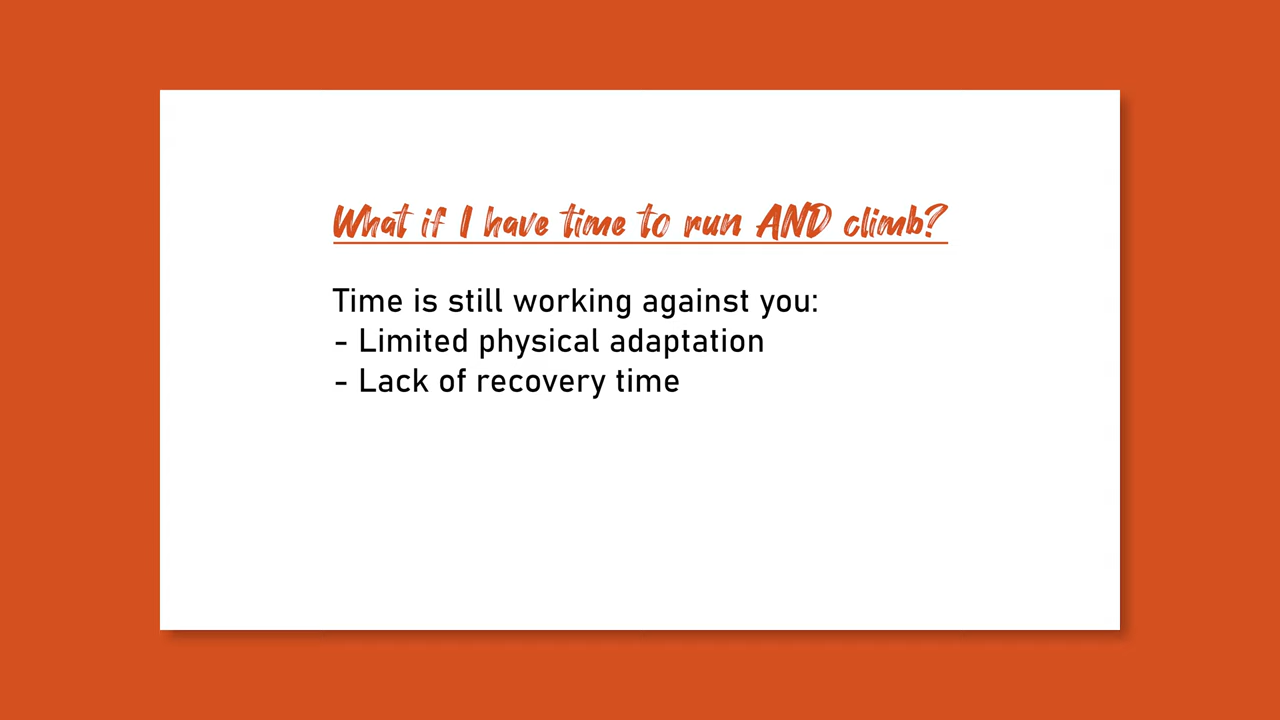 What if I have time to run AND climb?
Time is still working against you:
- Limited physical adaptation
- Lack of recovery time